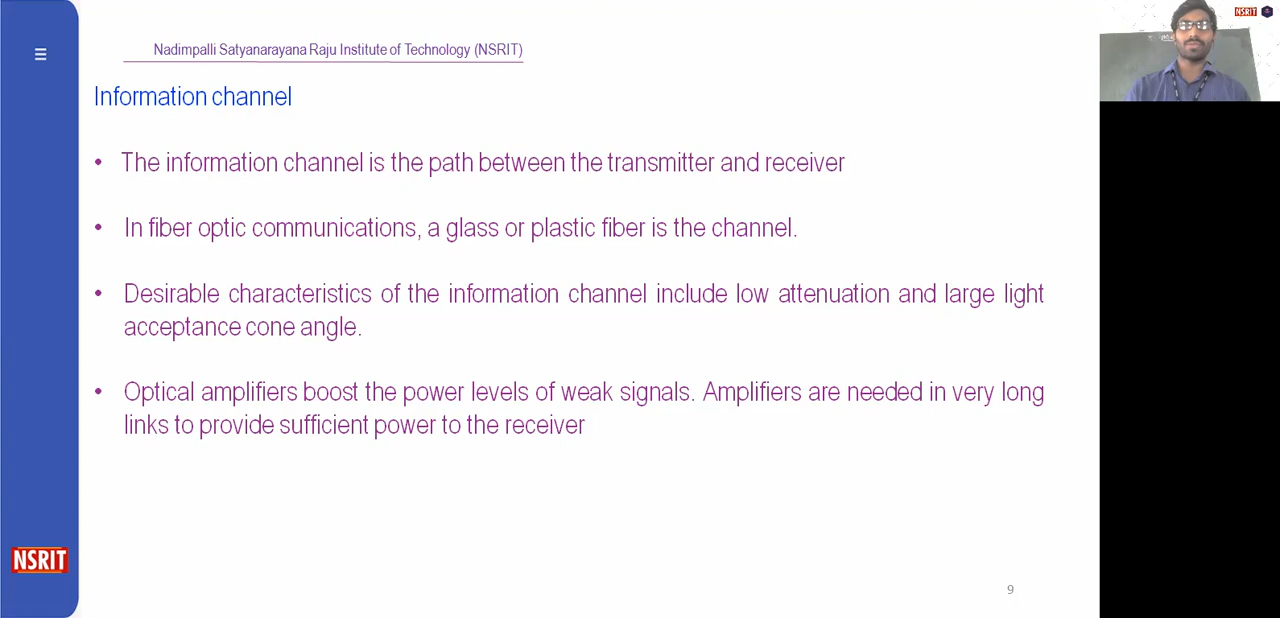 Nadimpalli Satyanarayana Raju Institute of Technology (NSRIT)
NSRIT
Information channel
• The information channel is the path between the transmitter and receiver
• In fiber optic communications, a glass or plastic fiber is the channel.
• Desirable characteristics of the information channel include low attenuation and large light
acceptance cone angle.
• Optical amplifiers boost the power levels of weak signals. Amplifiers are needed in very long
links to provide sufficient power to the receiver
NSRIT
9